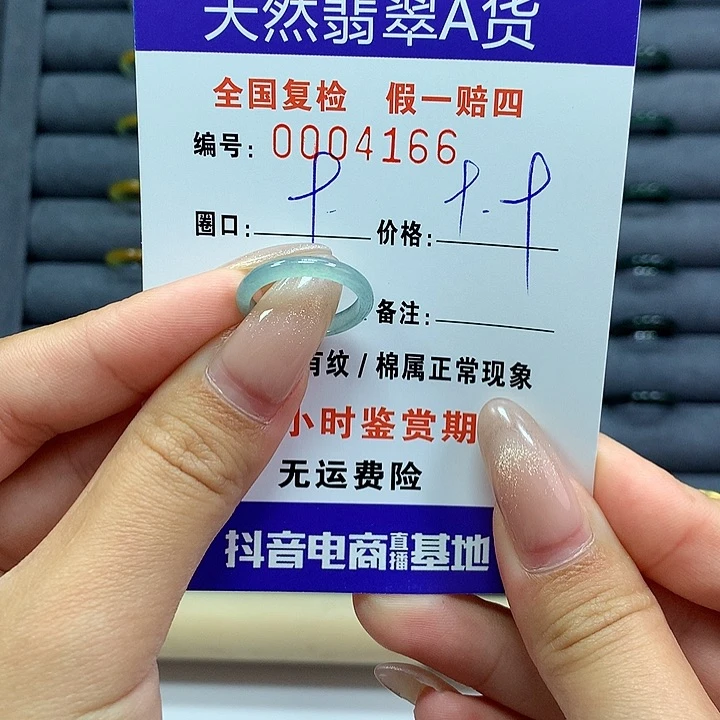 天然翡翠A货
全国复检 假一赔四
编号: 0004166
圈口: 价格:
备注:
有纹 / 棉属正常现象
小时鉴赏期
无运费险
抖音电商直播基地